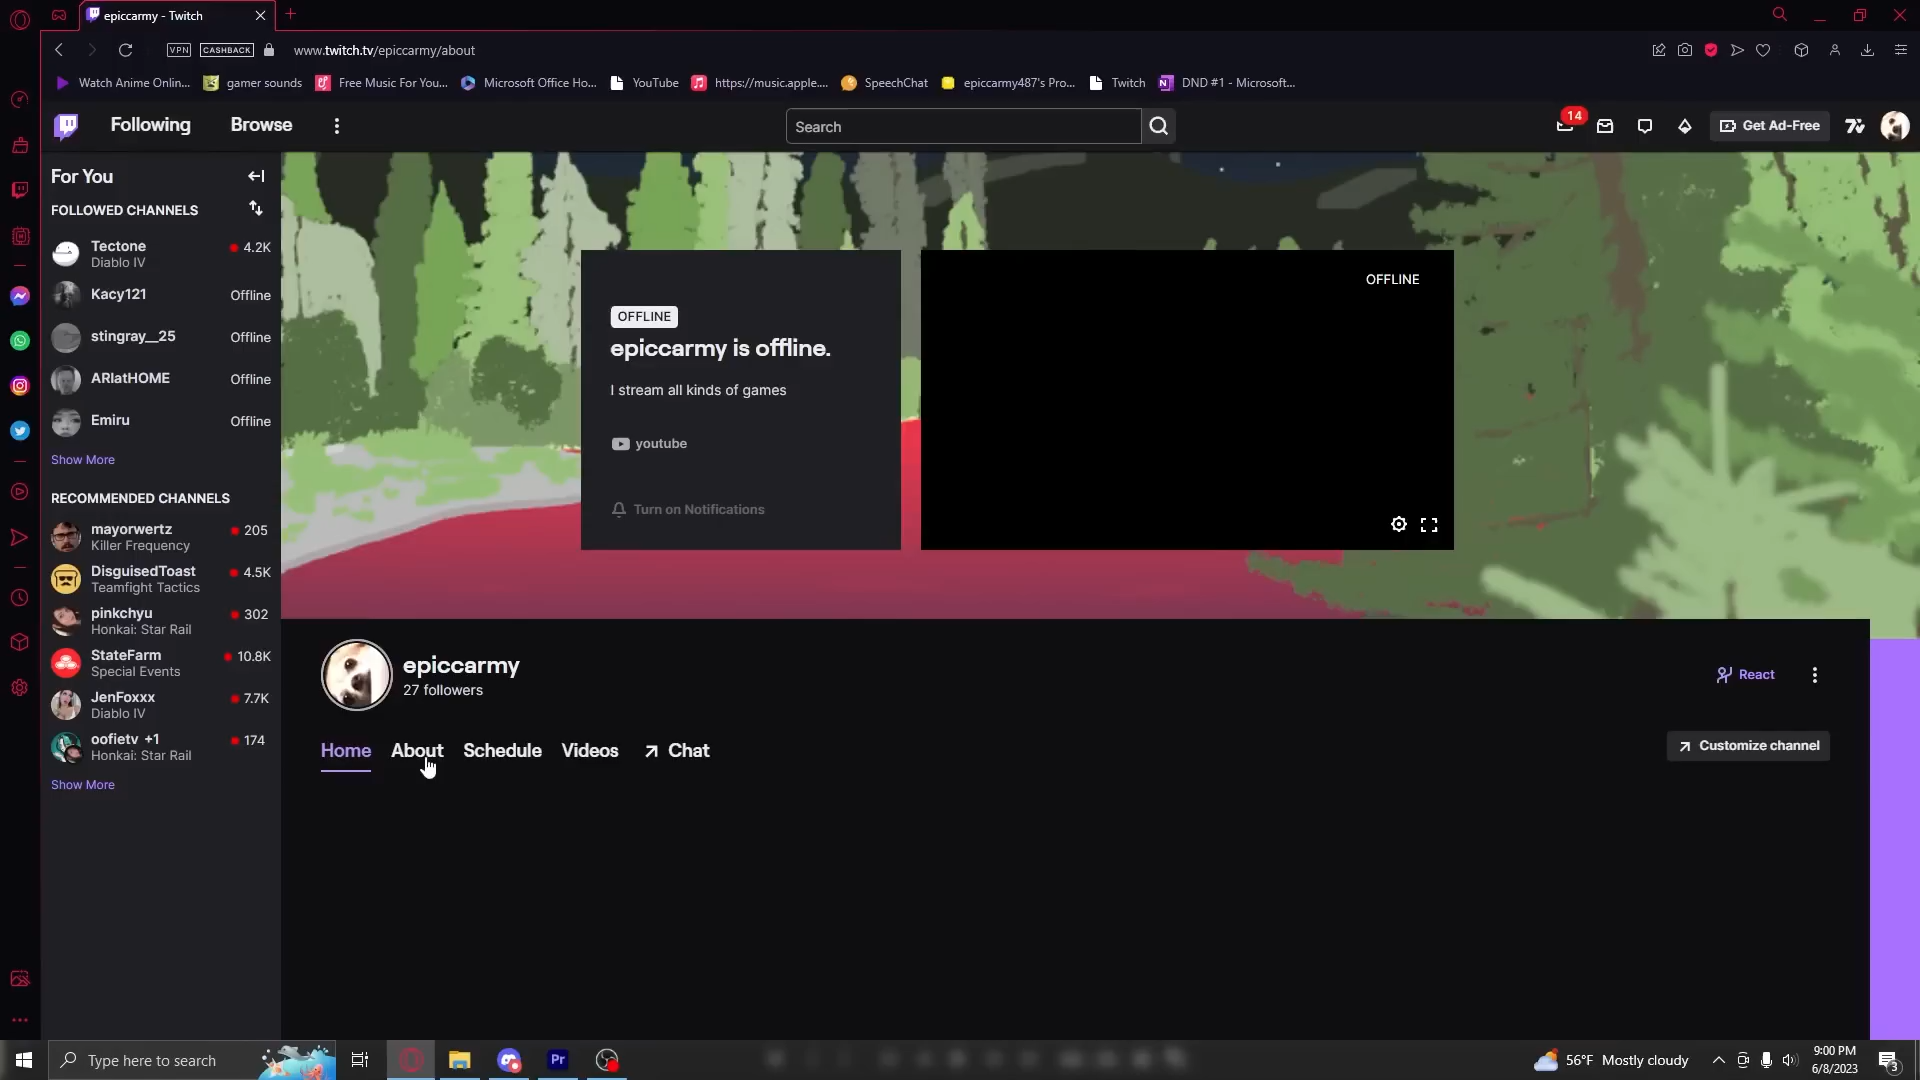 epiccarmy - Twitch
VPN
CASHBACK
www.twitch.tv/epiccarmy/about
Watch Anime Onlin...
gamer sounds
Free Music For You...
Microsoft Office Ho...
YouTube
https://music.apple....
SpeechChat
epiccarmy487's Pro...
Twitch
DND #1 - Microsoft...
Following
Browse
Search
14
Get Ad-Free
For You
FOLLOWED CHANNELS
Tectone
4.2K
Diablo IV
Kacy121
Offline
stingray__25
Offline
ARIatHOME
Offline
Emiru
Offline
Show More
RECOMMENDED CHANNELS
mayorwertz
205
Killer Frequency
DisguisedToast
4.5K
Teamfight Tactics
pinkchyu
302
Honkai: Star Rail
StateFarm
10.8K
Special Events
JenFoxxx
7.7K
Diablo IV
oofietv +1
174
Honkai: Star Rail
Show More
OFFLINE
epiccarmy is offline.
I stream all kinds of games
youtube
Turn on Notifications
OFFLINE
epiccarmy
27 followers
React
Home
About
Schedule
Videos
Chat
Customize channel
Type here to search
Pr
56°F Mostly cloudy
9:00 PM
6/8/2023
3